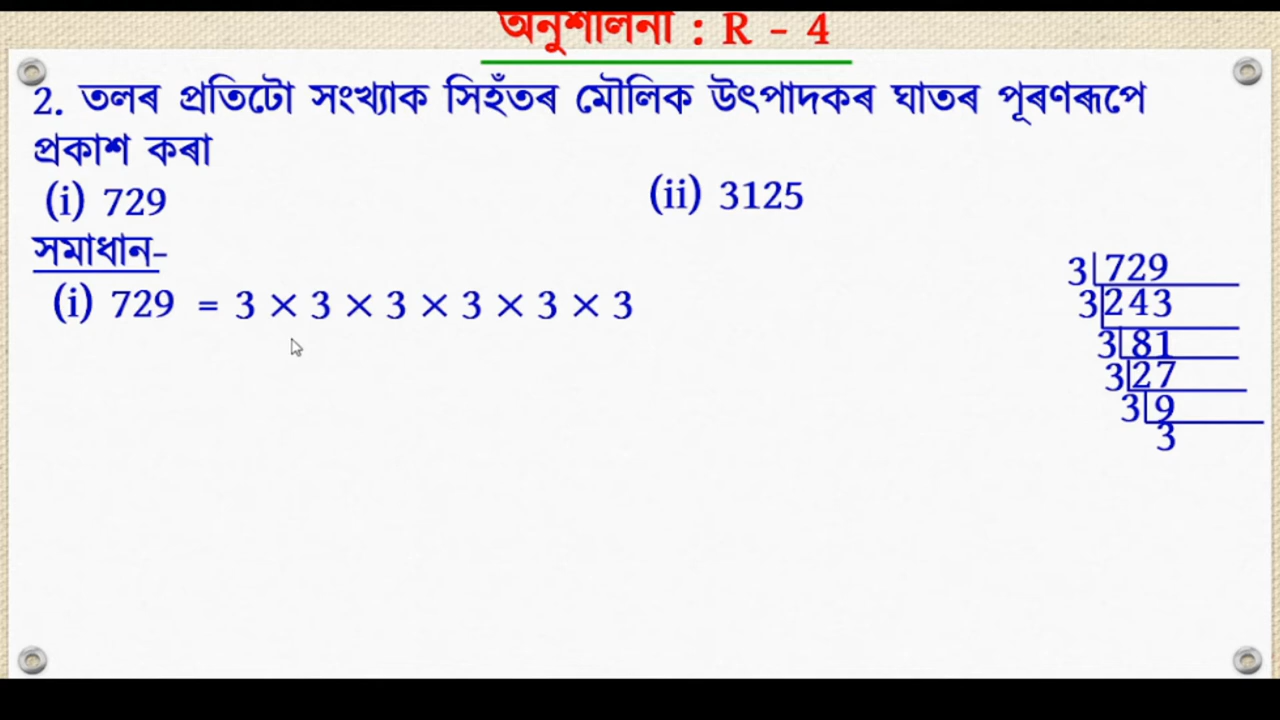 অনুশীলনী : R - 4
2. তলৰ প্ৰতিটো সংখ্যাক সিহঁতৰ মৌলিক উৎপাদকৰ ঘাতৰ পূৰণৰূপে
প্ৰকাশ কৰা
(i) 729 (ii) 3125
সমাধান-
(i) 729 = 3 × 3 × 3 × 3 × 3 × 3
3 729
3 243
3 81
3 27
3 9
3